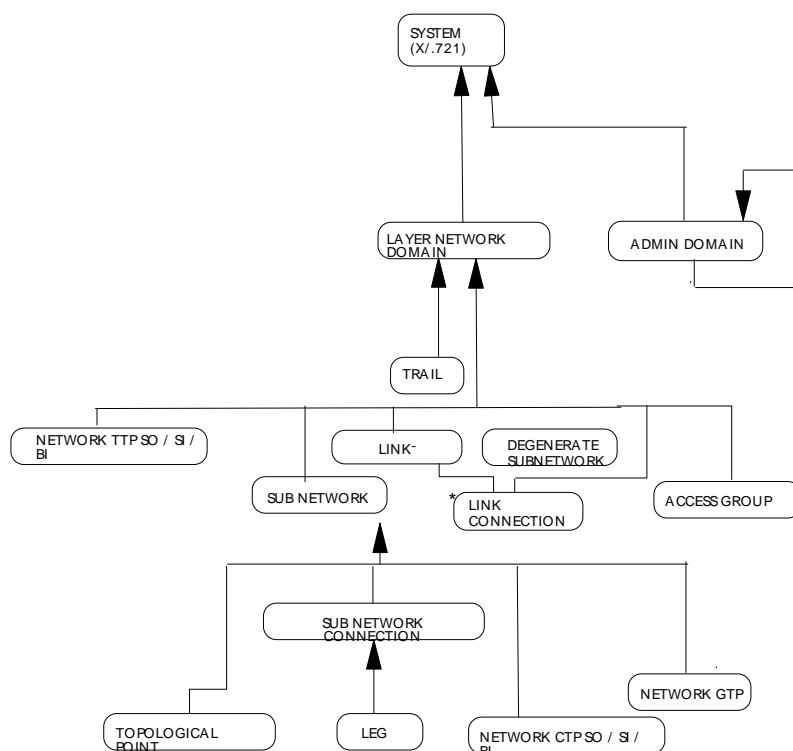 SYSTEM
(X/.721)
LAYER NETWORK
DOMAIN
ADMIN DOMAIN
TRAIL
NETWORK TTP SO / SI /
BI
LINK-
DEGENERATE
SUBNETWORK
SUB NETWORK
*
LINK
CONNECTION
ACCESS GROUP
SUB NETWORK
CONNECTION
NETWORK GTP
TOPOLOGICAL
POINT
LEG
NETWORK CTP SO / SI /
BI